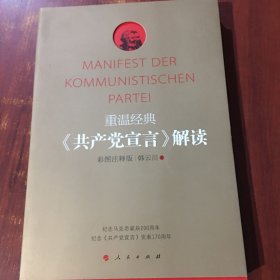 MANIFEST DER
KOMMUNISTISCHEN
PARTEI
重温经典
《共产党宣言》解读
彩图注释版 韩云川
纪念马克思诞辰200周年
纪念《共产党宣言》发表170周年
人民出版社